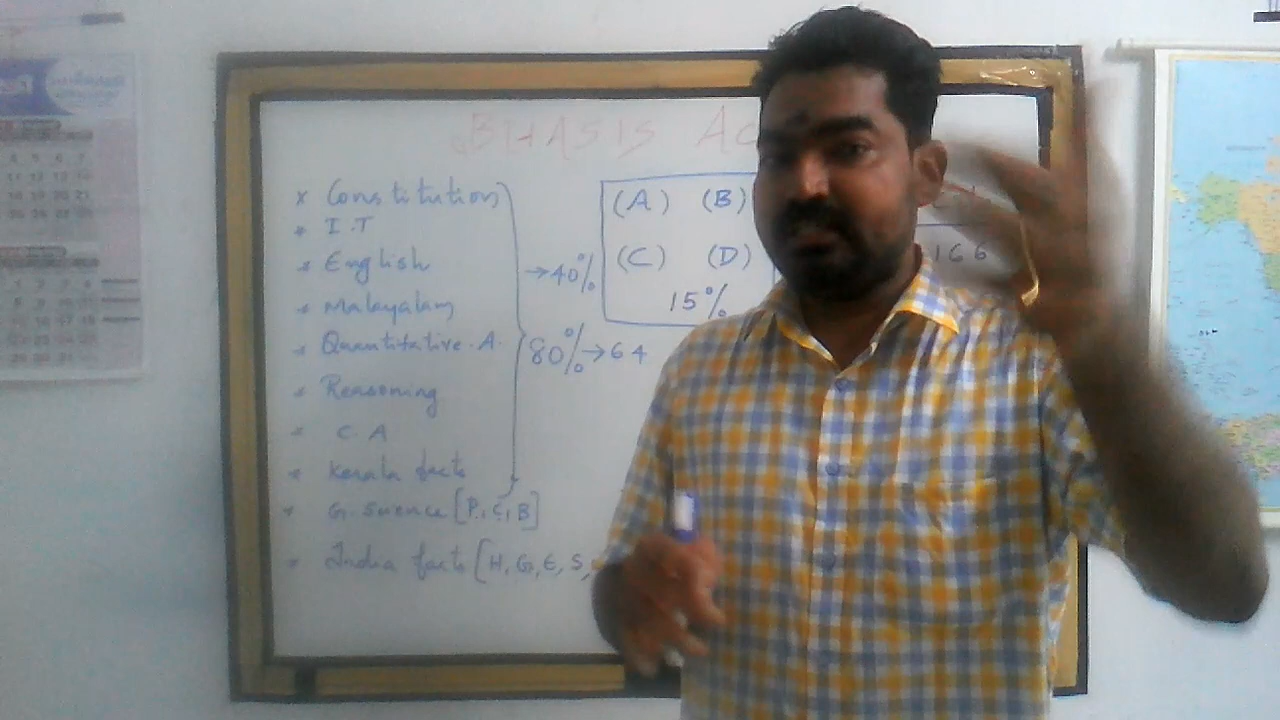 BHASIS AC
x Constitution
* I.T
* English
* Malayalam
* Quantitative. A.
* Reasoning
* C. A
* Kerala facts
* G. Science [P, C, B]
* India facts [H, G, E, S,
→40%
80%→64
(A) (B)
(C) (D)
15%
166